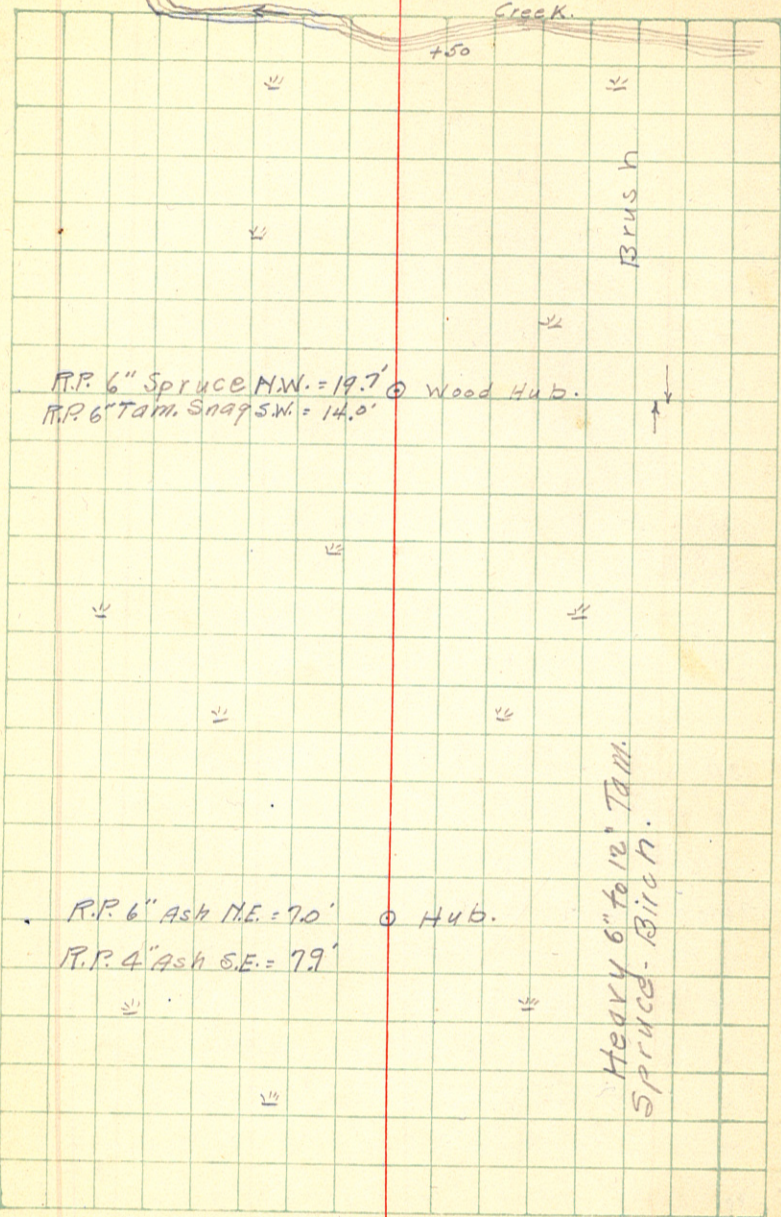 Creek.
+50
Brush
R.P. 6" Spruce N.W. = 19.7' ⊙ Wood Hub.
R.P. 6" Tam. Snag S.W. = 14.0'
Heavy 6" to 12" Tam.
Spruce - Birch.
R.P. 6" Ash N.E. = 7.0' ⊙ Hub.
R.P. 4" Ash S.E. = 7.9'